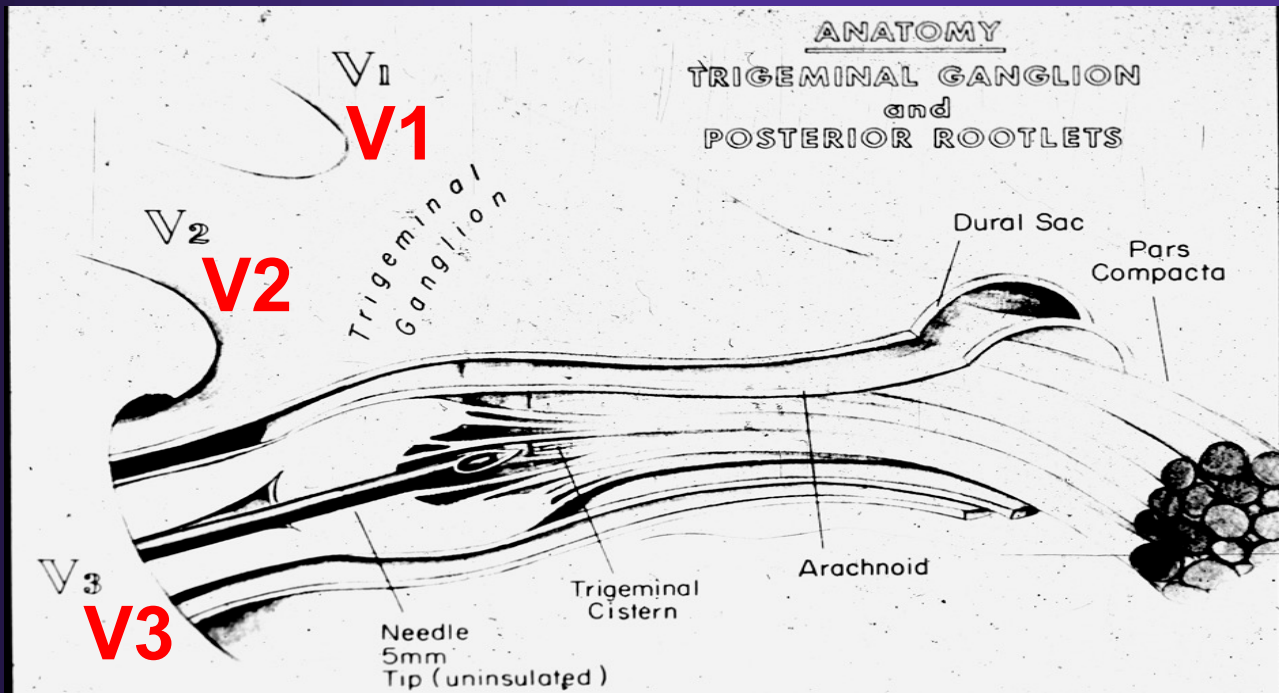 ANATOMY
TRIGEMINAL GANGLION
and
POSTERIOR ROOTLETS
V1
V1
V2
V2
Trigeminal
Ganglion
Dural Sac
Pars
Compacta
V3
V3
Needle
5mm
Tip (uninsulated)
Trigeminal
Cistern
Arachnoid